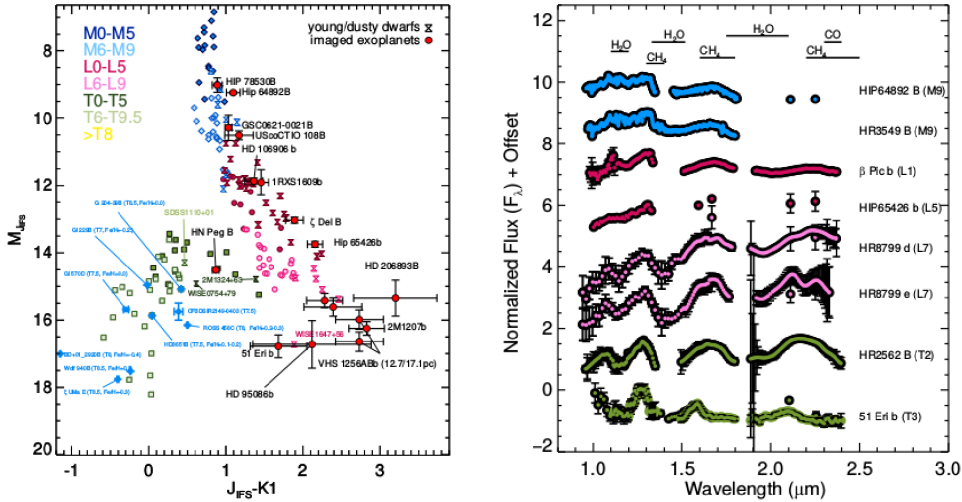 M0-M5
M6-M9
L0-L5
L6-L9
T0-T5
T6-T9.5
>T8
young/dusty dwarfs
imaged exoplanets
HIP 78530B
Hip 64892B
GSC0621-0021B
UScoCTIO 108B
HD 106906 b
1RXS1609b
ζ Del B
HN Peg B
Hip 65426b
HD 206893B
SDSS1110+01
2M1324+63
WISE0754+79
WISE1647+56
2M1207b
51 Eri b
VHS 1256ABb (12.7/17.1pc)
HD 95086b
8
10
12
14
16
18
20
-1
0
1
2
3
M_JIFS
J_IFS-K1
H₂O
H₂O
H₂O
CO
CH₄
CH₄
CH₄
HIP64892 B (M9)
HR3549 B (M9)
β Pic b (L1)
HIP65426 b (L5)
HR8799 d (L7)
HR8799 e (L7)
HR2562 B (T2)
51 Eri b (T3)
12
10
8
6
4
2
0
−2
1.0
1.5
2.0
2.5
3.0
Normalized Flux (F_λ) + Offset
Wavelength (μm)